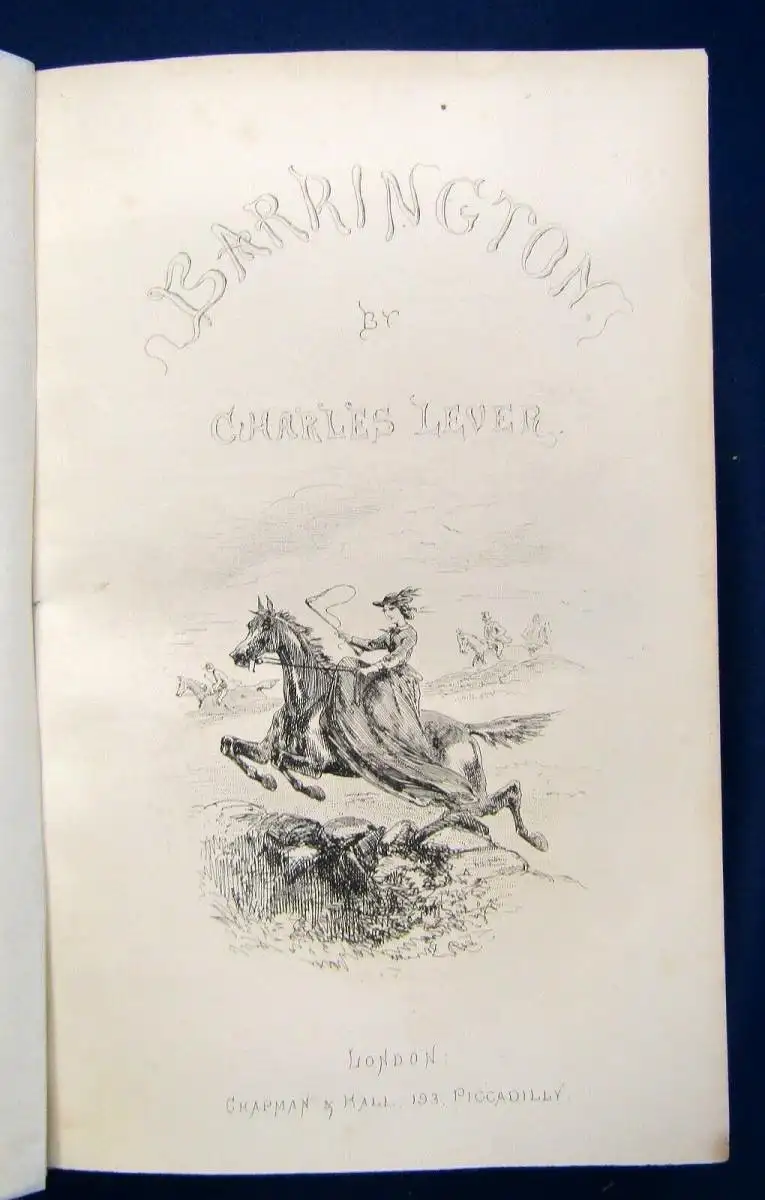 BARRINGTON.
BY
CHARLES LEVER.
LONDON:
CHAPMAN & HALL, 193, PICCADILLY.